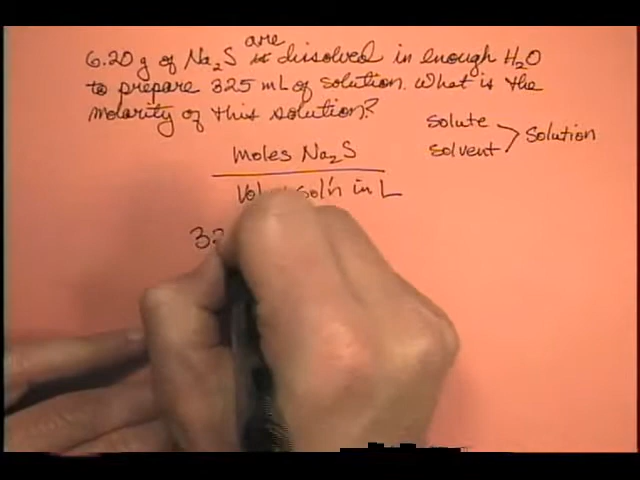 6.20 g of Na₂S is are dissolved in enough H₂O
to prepare 325 mL of solution. What is the
molarity of this solution?
solute
solvent > solution
moles Na₂S
sol'n in L